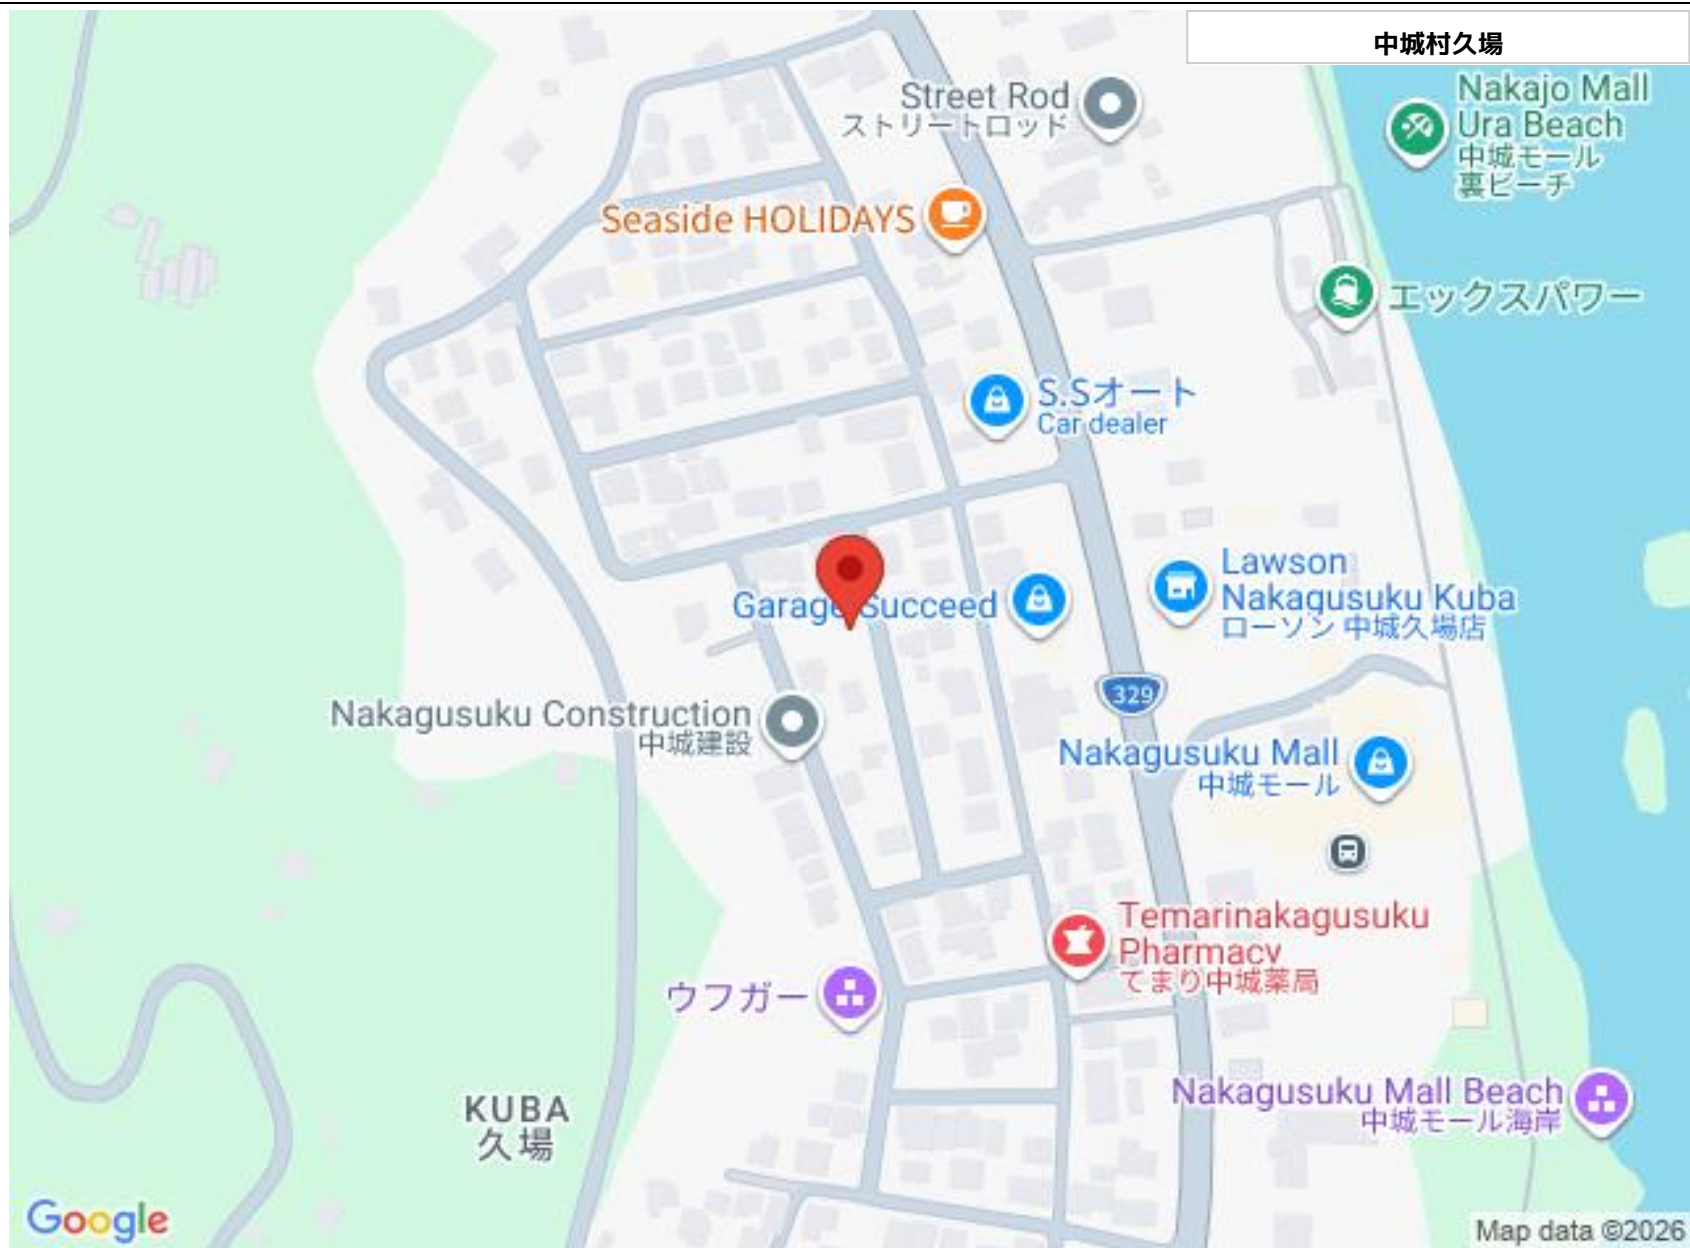 中城村久場
Street Rod
ストリートロッド
Nakajo Mall
Ura Beach
中城モール
裏ビーチ
Seaside HOLIDAYS
エックスパワー
S.Sオート
Car dealer
Garage Succeed
Lawson
Nakagusuku Kuba
ローソン 中城久場店
329
Nakagusuku Construction
中城建設
Nakagusuku Mall
中城モール
Temarinakagusuku
Pharmacy
てまり中城薬局
ウフガー
Nakagusuku Mall Beach
中城モール海岸
KUBA
久場
Google
Map data ©2026